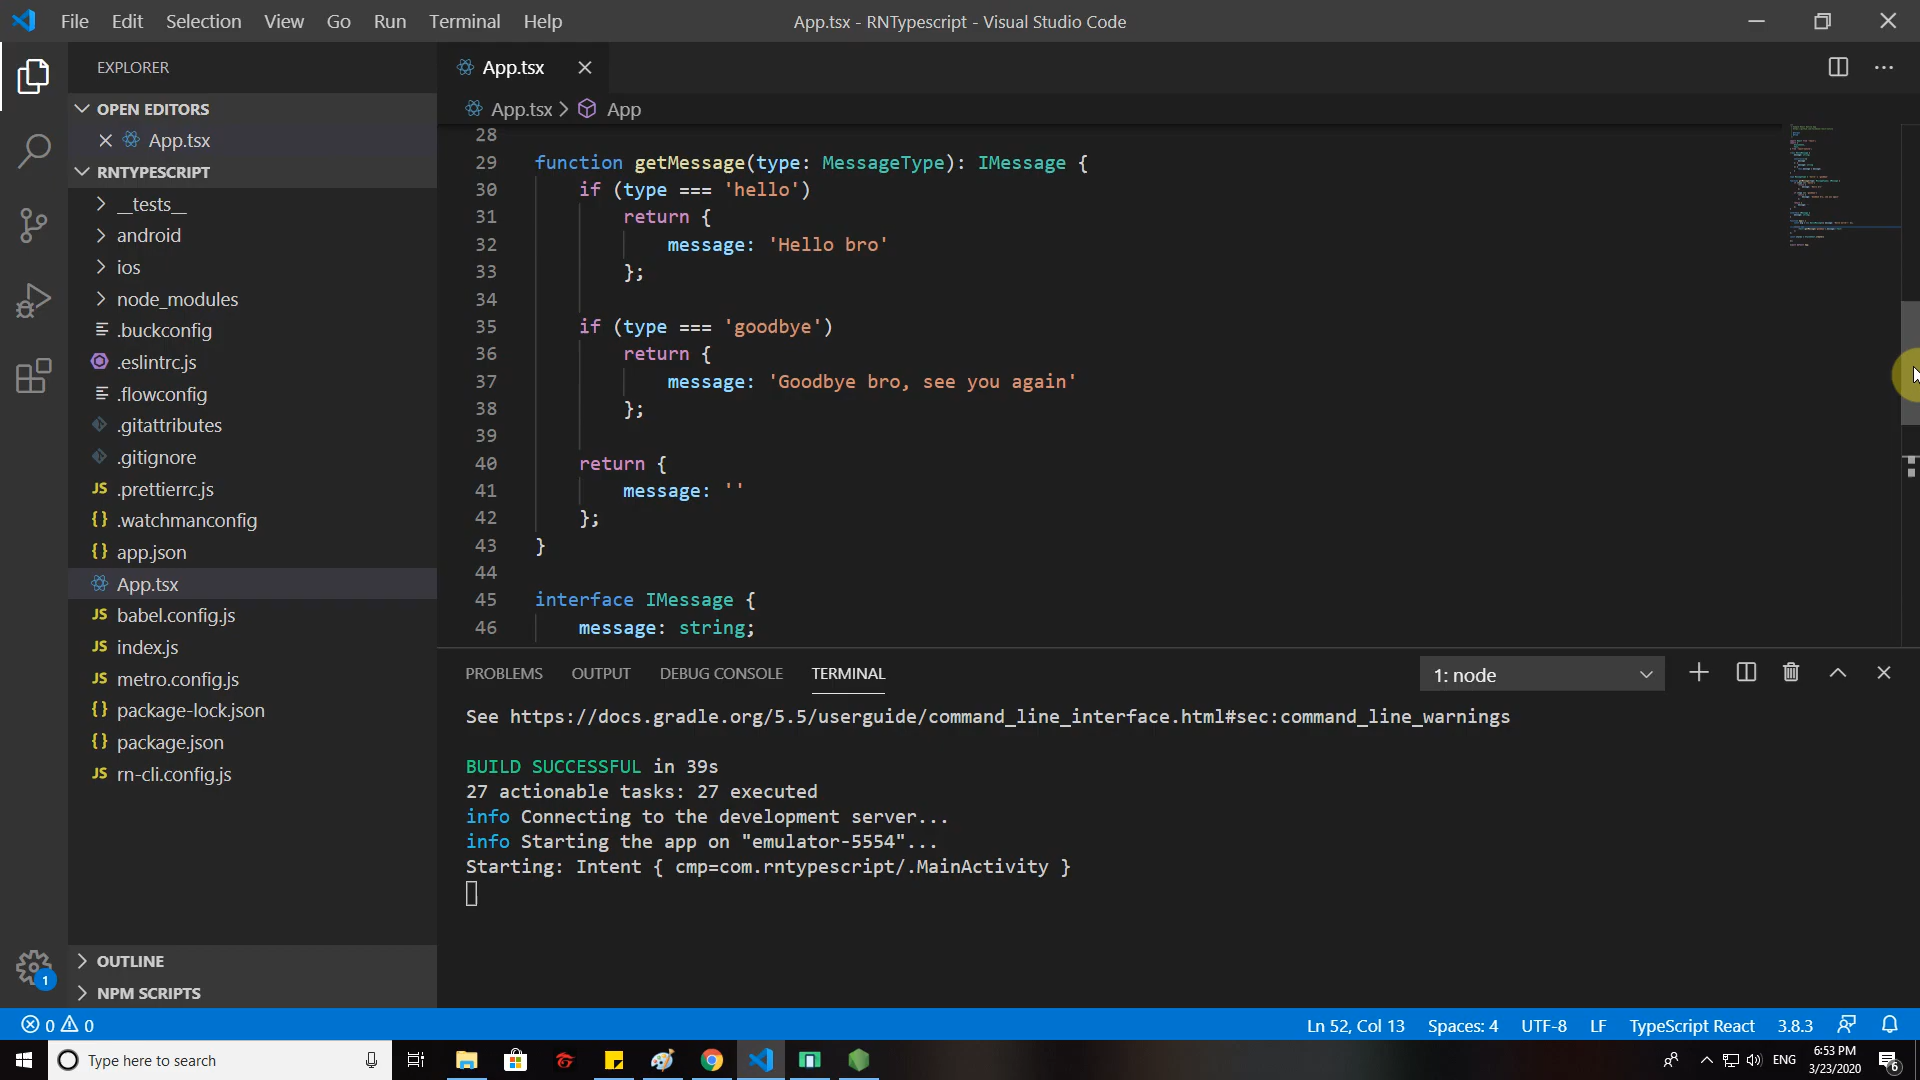 File Edit Selection View Go Run Terminal Help
App.tsx - RNTypescript - Visual Studio Code
EXPLORER
OPEN EDITORS
App.tsx
RNTYPESCRIPT
__tests__
android
ios
node_modules
.buckconfig
.eslintrc.js
.flowconfig
.gitattributes
.gitignore
JS .prettierrc.js
{} .watchmanconfig
{} app.json
App.tsx
JS babel.config.js
JS index.js
JS metro.config.js
{} package-lock.json
{} package.json
JS rn-cli.config.js
OUTLINE
NPM SCRIPTS
1
App.tsx
App.tsx > App
28
29 function getMessage(type: MessageType): IMessage {
30 if (type === 'hello')
31 return {
32 message: 'Hello bro'
33 };
34
35 if (type === 'goodbye')
36 return {
37 message: 'Goodbye bro, see you again'
38 };
39
40 return {
41 message: ''
42 };
43 }
44
45 interface IMessage {
46 message: string;
PROBLEMS OUTPUT DEBUG CONSOLE TERMINAL
1: node
See https://docs.gradle.org/5.5/userguide/command_line_interface.html#sec:command_line_warnings
BUILD SUCCESSFUL in 39s
27 actionable tasks: 27 executed
info Connecting to the development server...
info Starting the app on "emulator-5554"...
Starting: Intent { cmp=com.rntypescript/.MainActivity }
0 0
Ln 52, Col 13 Spaces: 4 UTF-8 LF TypeScript React 3.8.3
Type here to search
ENG
6:53 PM
3/23/2020
6